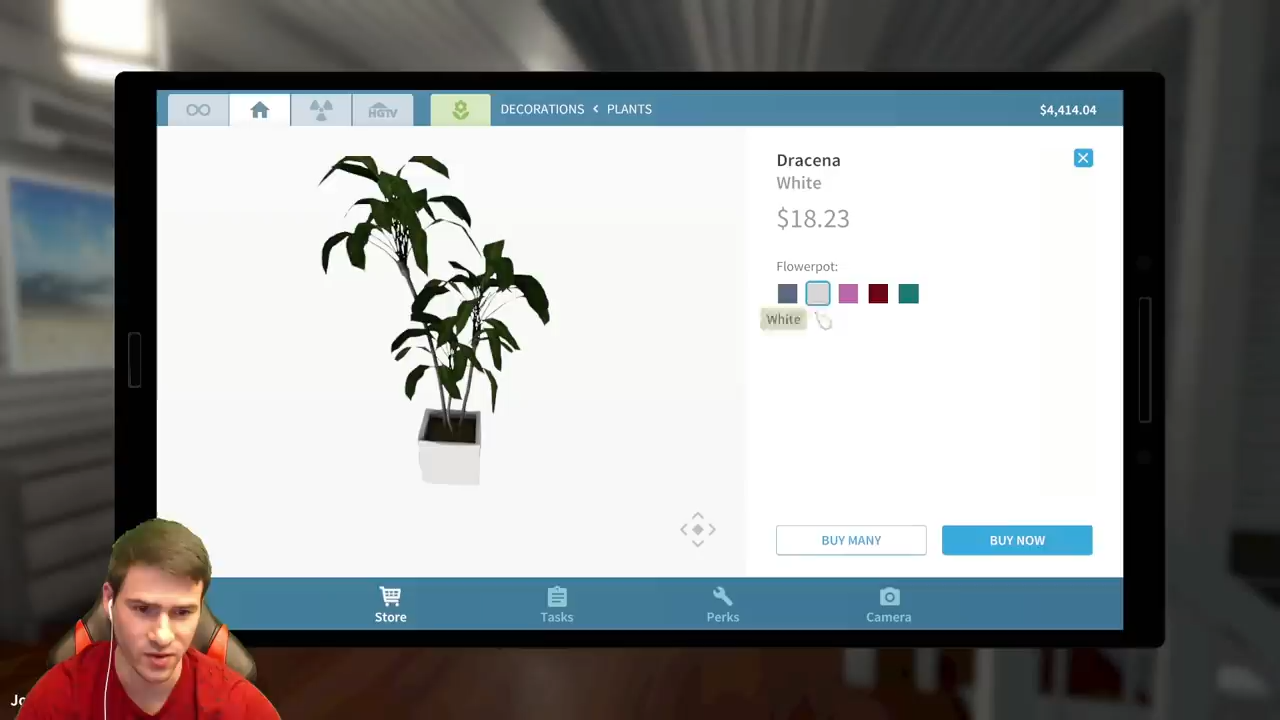 HGTV
DECORATIONS < PLANTS
$4,414.04
Dracena
White
$18.23
Flowerpot:
White
BUY MANY
BUY NOW
Store
Tasks
Perks
Camera
Jo